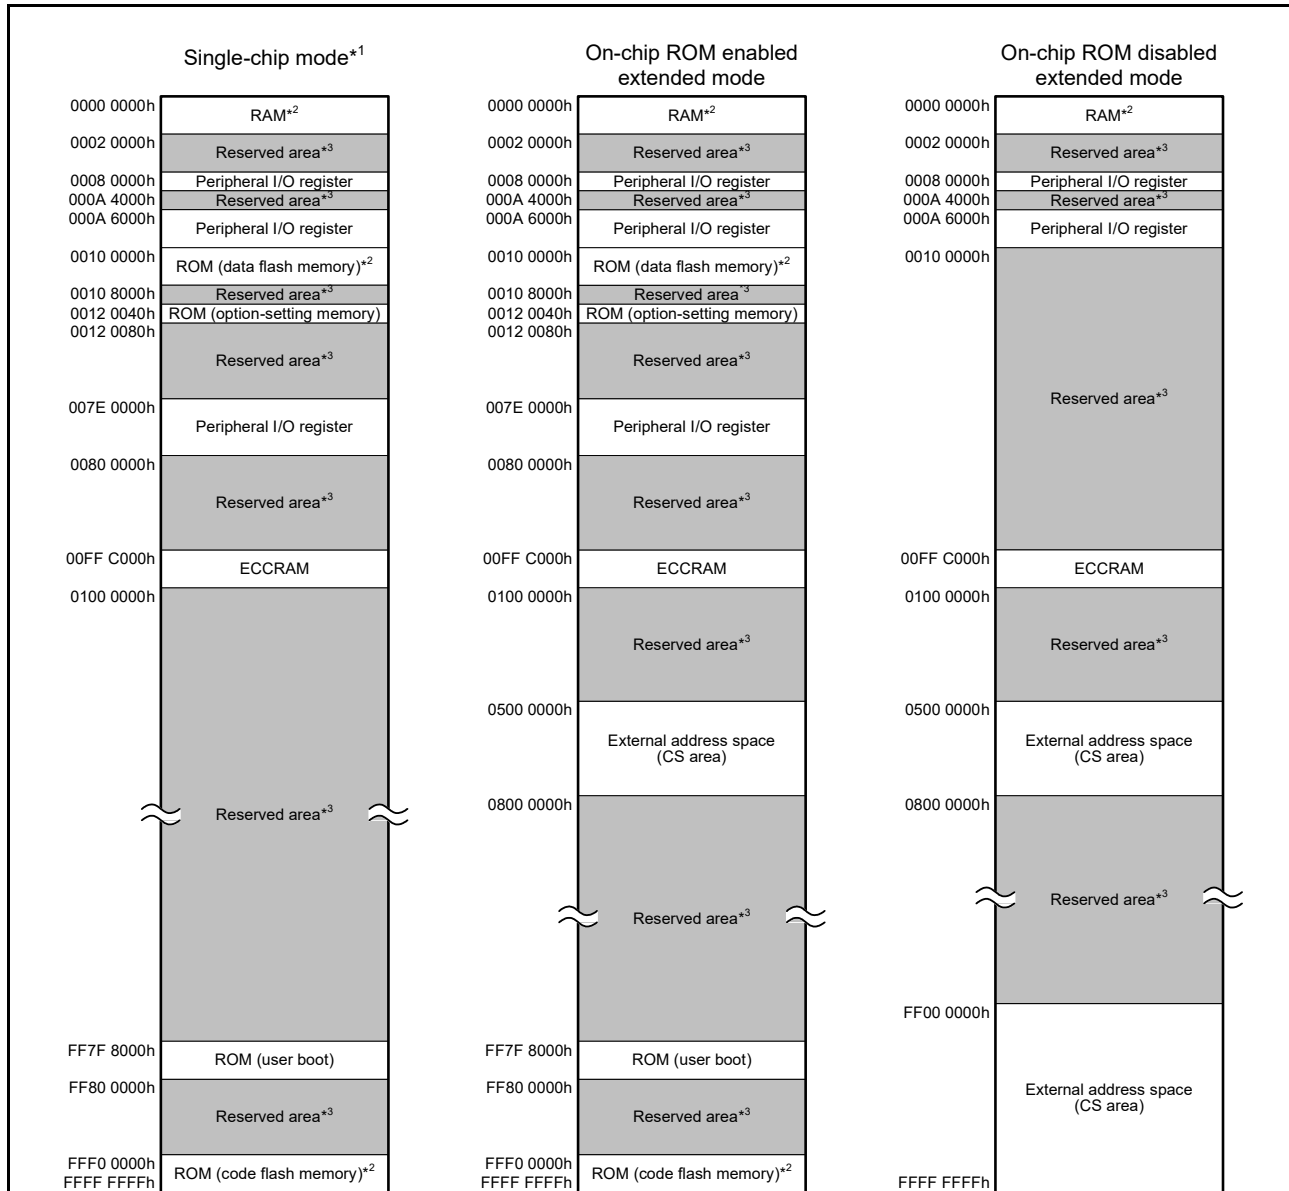 Single-chip mode*1
0000 0000h
RAM*2
0002 0000h
Reserved area*3
0008 0000h
Peripheral I/O register
000A 4000h
Reserved area*3
000A 6000h
Peripheral I/O register
0010 0000h
ROM (data flash memory)*2
0010 8000h
Reserved area*3
0012 0040h
ROM (option-setting memory)
0012 0080h
Reserved area*3
007E 0000h
Peripheral I/O register
0080 0000h
Reserved area*3
00FF C000h
ECCRAM
0100 0000h
Reserved area*3
FF7F 8000h
ROM (user boot)
FF80 0000h
Reserved area*3
FFF0 0000h
ROM (code flash memory)*2
FFFF FFFFh
On-chip ROM enabled
extended mode
0000 0000h
RAM*2
0002 0000h
Reserved area*3
0008 0000h
Peripheral I/O register
000A 4000h
Reserved area*3
000A 6000h
Peripheral I/O register
0010 0000h
ROM (data flash memory)*2
0010 8000h
Reserved area*3
0012 0040h
ROM (option-setting memory)
0012 0080h
Reserved area*3
007E 0000h
Peripheral I/O register
0080 0000h
Reserved area*3
00FF C000h
ECCRAM
0100 0000h
Reserved area*3
0500 0000h
External address space
(CS area)
0800 0000h
Reserved area*3
FF7F 8000h
ROM (user boot)
FF80 0000h
Reserved area*3
FFF0 0000h
ROM (code flash memory)*2
FFFF FFFFh
On-chip ROM disabled
extended mode
0000 0000h
RAM*2
0002 0000h
Reserved area*3
0008 0000h
Peripheral I/O register
000A 4000h
Reserved area*3
000A 6000h
Peripheral I/O register
0010 0000h
Reserved area*3
00FF C000h
ECCRAM
0100 0000h
Reserved area*3
0500 0000h
External address space
(CS area)
0800 0000h
Reserved area*3
FF00 0000h
External address space
(CS area)
FFFF FFFFh